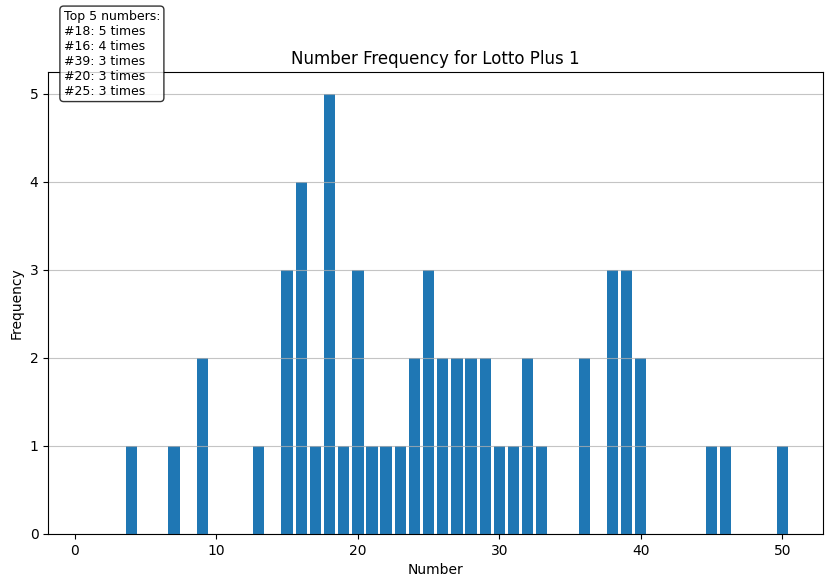 Top 5 numbers:
#18: 5 times
#16: 4 times
#39: 3 times
#20: 3 times
#25: 3 times
Number Frequency for Lotto Plus 1
Frequency
5
4
3
2
1
0
0 10 20 30 40 50
Number